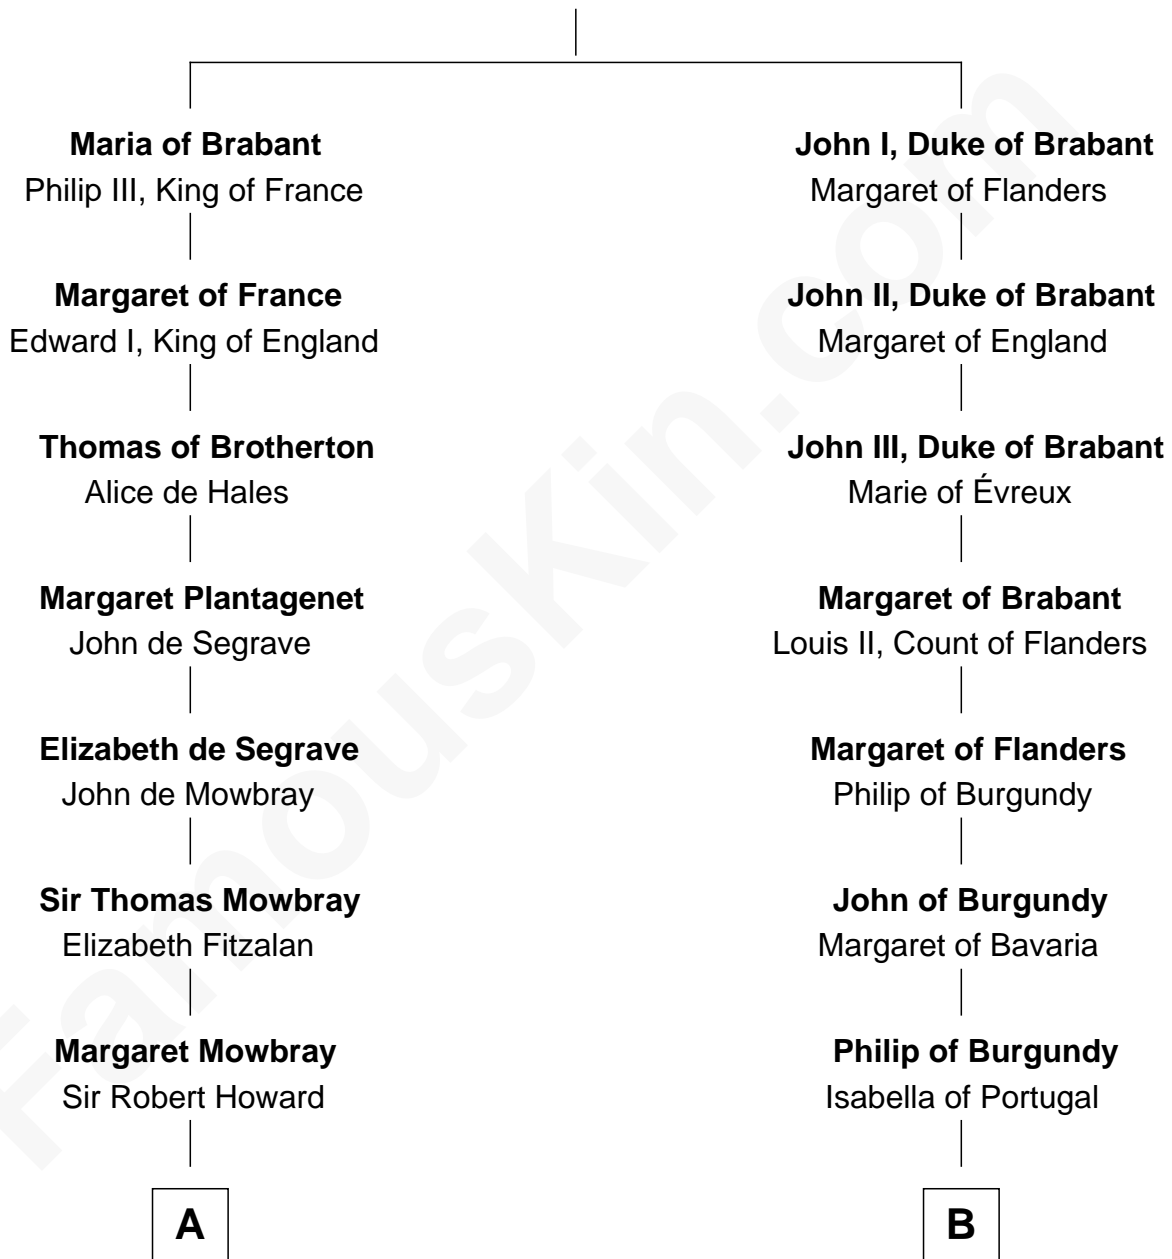 Maria of Brabant
Philip III, King of France
Margaret of France
Edward I, King of England
Thomas of Brotherton
Alice de Hales
Margaret Plantagenet
John de Segrave
Elizabeth de Segrave
John de Mowbray
Sir Thomas Mowbray
Elizabeth Fitzalan
Margaret Mowbray
Sir Robert Howard
A
John I, Duke of Brabant
Margaret of Flanders
John II, Duke of Brabant
Margaret of England
John III, Duke of Brabant
Marie of Évreux
Margaret of Brabant
Louis II, Count of Flanders
Margaret of Flanders
Philip of Burgundy
John of Burgundy
Margaret of Bavaria
Philip of Burgundy
Isabella of Portugal
B
FamousKin.com